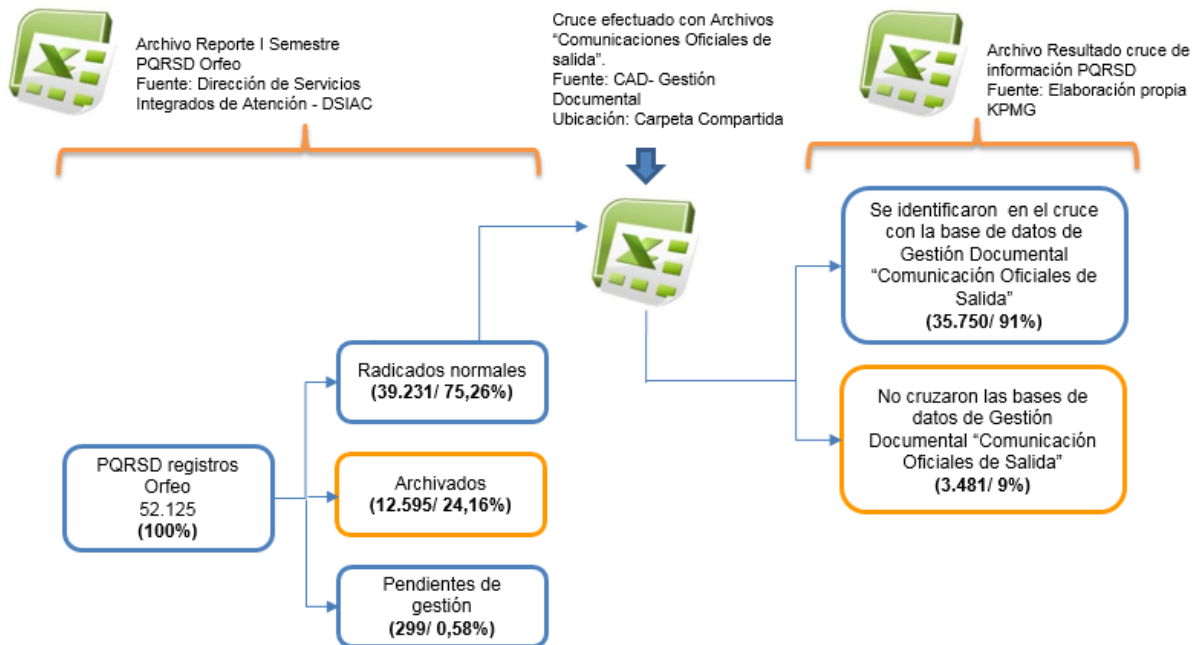 Archivo Reporte I Semestre
PQRSD Orfeo
Fuente: Dirección de Servicios
Integrados de Atención - DSIAC
Cruce efectuado con Archivos
“Comunicaciones Oficiales de
salida”.
Fuente: CAD- Gestión
Documental
Ubicación: Carpeta Compartida
Archivo Resultado cruce de
información PQRSD
Fuente: Elaboración propia
KPMG
PQRSD registros
Orfeo
52.125
(100%)
Radicados normales
(39.231/ 75,26%)
Archivados
(12.595/ 24,16%)
Pendientes de
gestión
(299/ 0,58%)
Se identificaron en el cruce
con la base de datos de
Gestión Documental
“Comunicación Oficiales de
Salida”
(35.750/ 91%)
No cruzaron las bases de
datos de Gestión
Documental “Comunicación
Oficiales de Salida”
(3.481/ 9%)